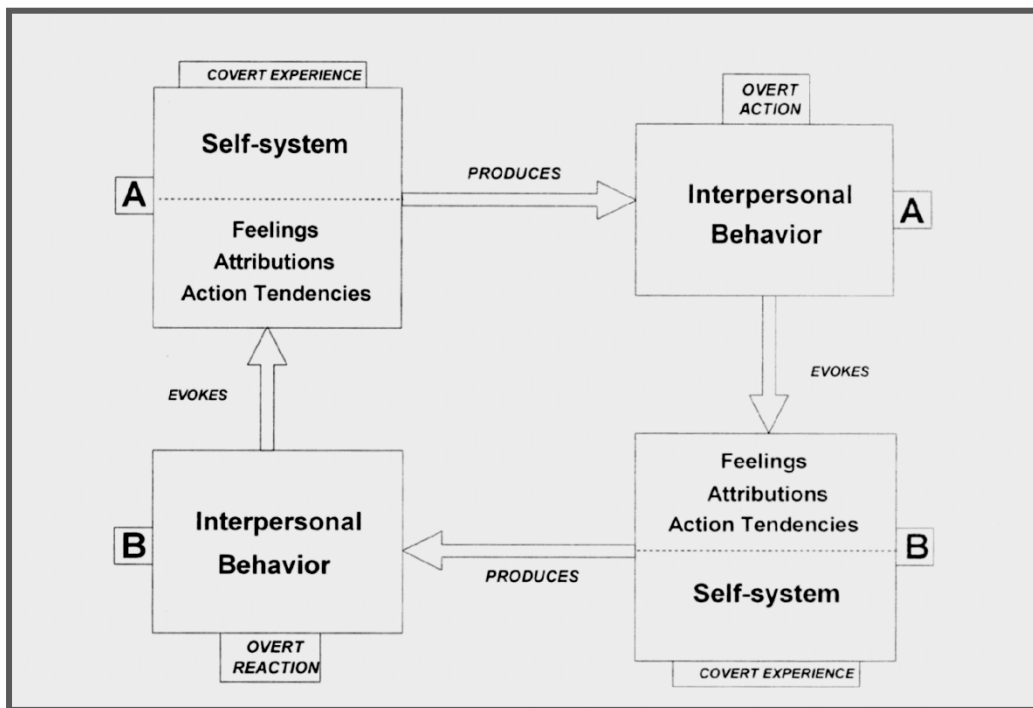 COVERT EXPERIENCE
Self-system
A
Feelings
Attributions
Action Tendencies
PRODUCES
OVERT
ACTION
Interpersonal
Behavior
A
EVOKES
EVOKES
Feelings
Attributions
Action Tendencies
B
Self-system
COVERT EXPERIENCE
PRODUCES
Interpersonal
Behavior
B
OVERT
REACTION